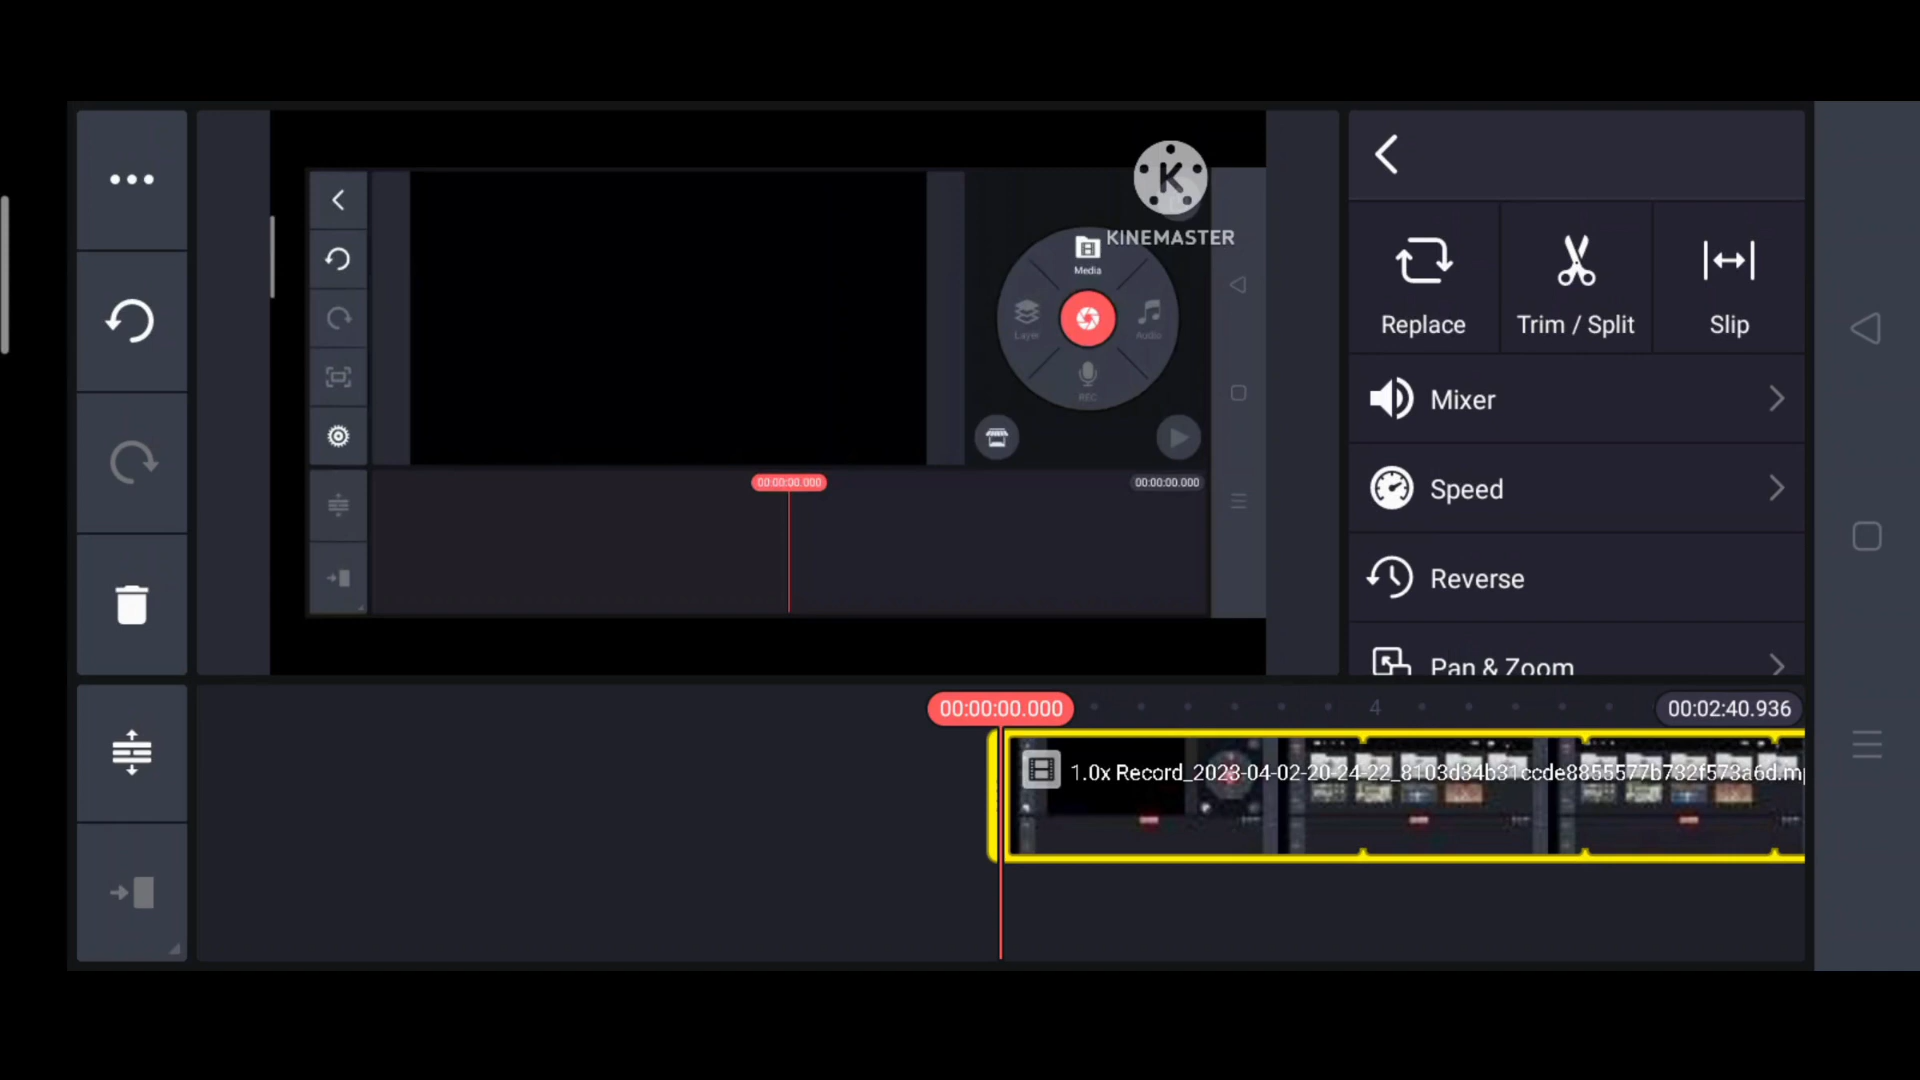 KINEMASTER
Media
Layer
Audio
REC
00:00:00.000
00:00:00.000
Replace
Trim / Split
Slip
Mixer
Speed
Reverse
Pan & Zoom
00:00:00.000
4
00:02:40.936
1.0x Record_2023-04-02-20-24-22_8103d34b31ccde8855577b732f573a6d.mp